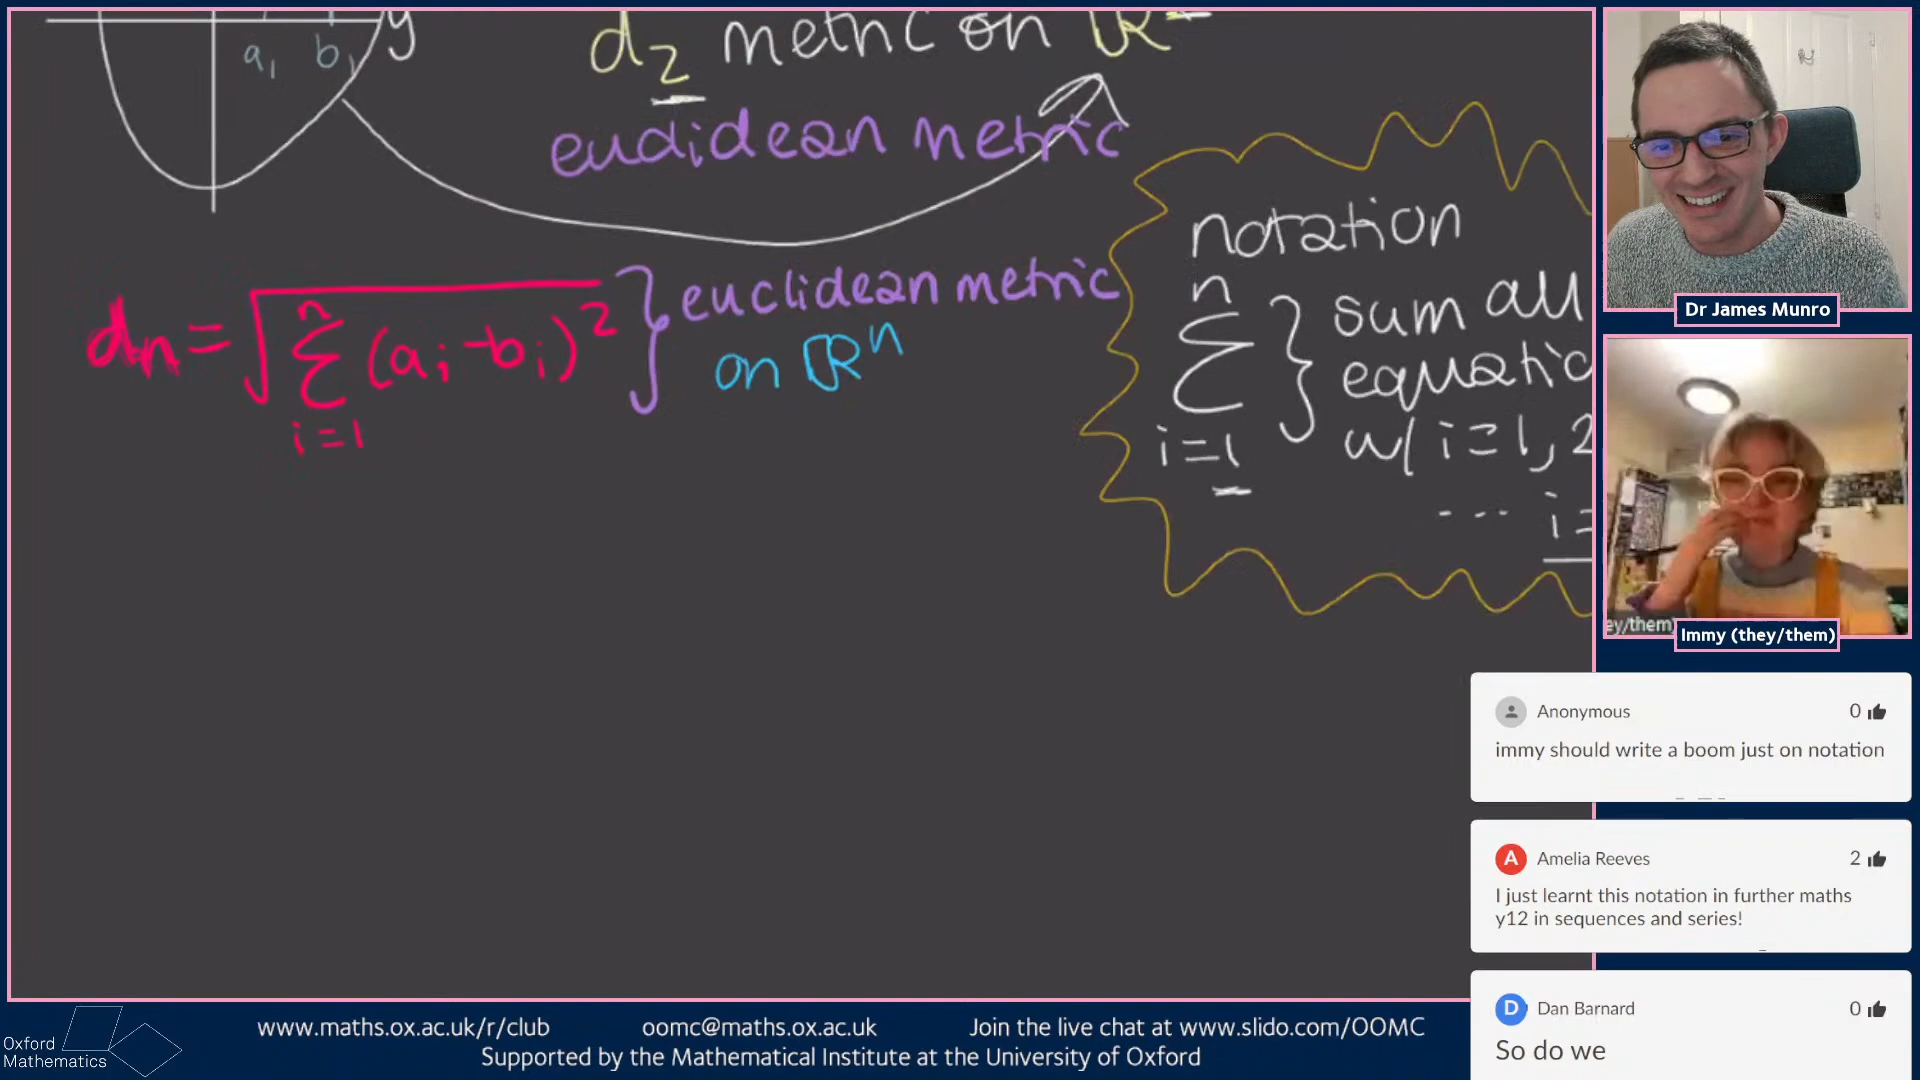 a₁ b₁ y
d₂ metric on ℝ²
euclidean metric
dn = √ n ∑ i=1 (ai - bi)²
} euclidean metric
on ℝⁿ
notation
n ∑ i=1 } sum all
w/ i=1, 2
... i=
Dr James Munro
ey/them)
Immy (they/them)
Anonymous 0
immy should write a boom just on notation
A Amelia Reeves 2
I just learnt this notation in further maths
y12 in sequences and series!
D Dan Barnard 0
So do we
Oxford
Mathematics
www.maths.ox.ac.uk/r/club oomc@maths.ox.ac.uk Join the live chat at www.slido.com/OOMC
Supported by the Mathematical Institute at the University of Oxford